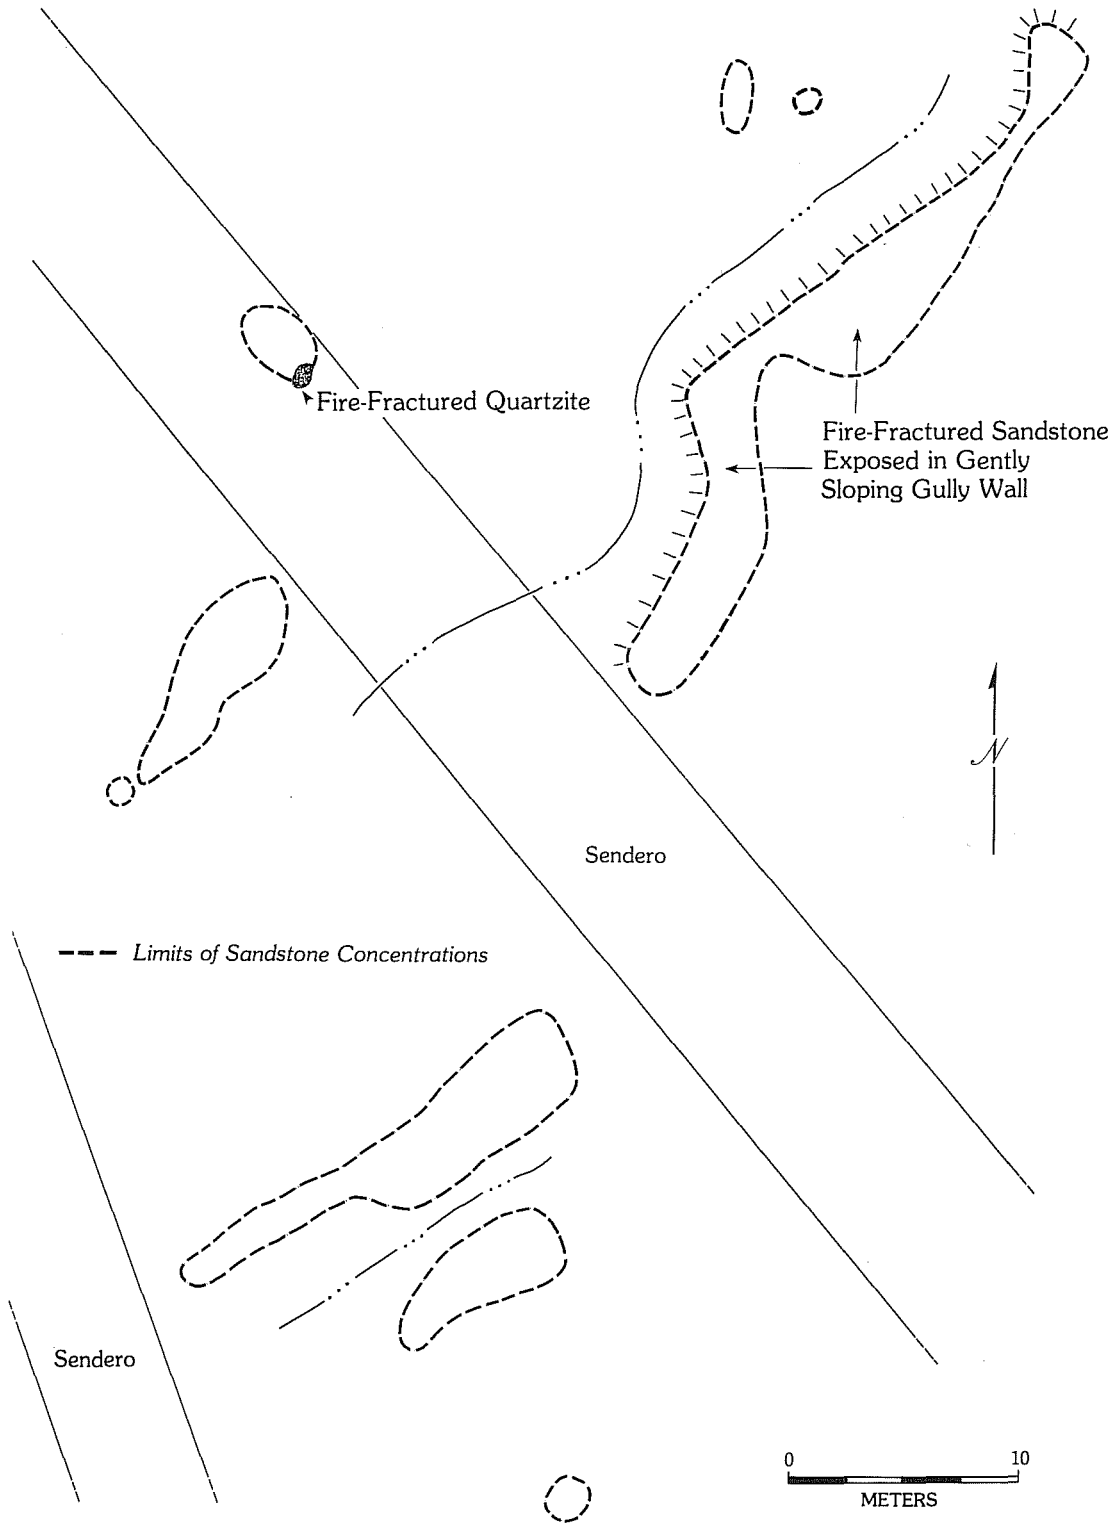 Fire-Fractured Quartzite
Fire-Fractured Sandstone
Exposed in Gently
Sloping Gully Wall
N
Sendero
Limits of Sandstone Concentrations
Sendero
0 10
METERS